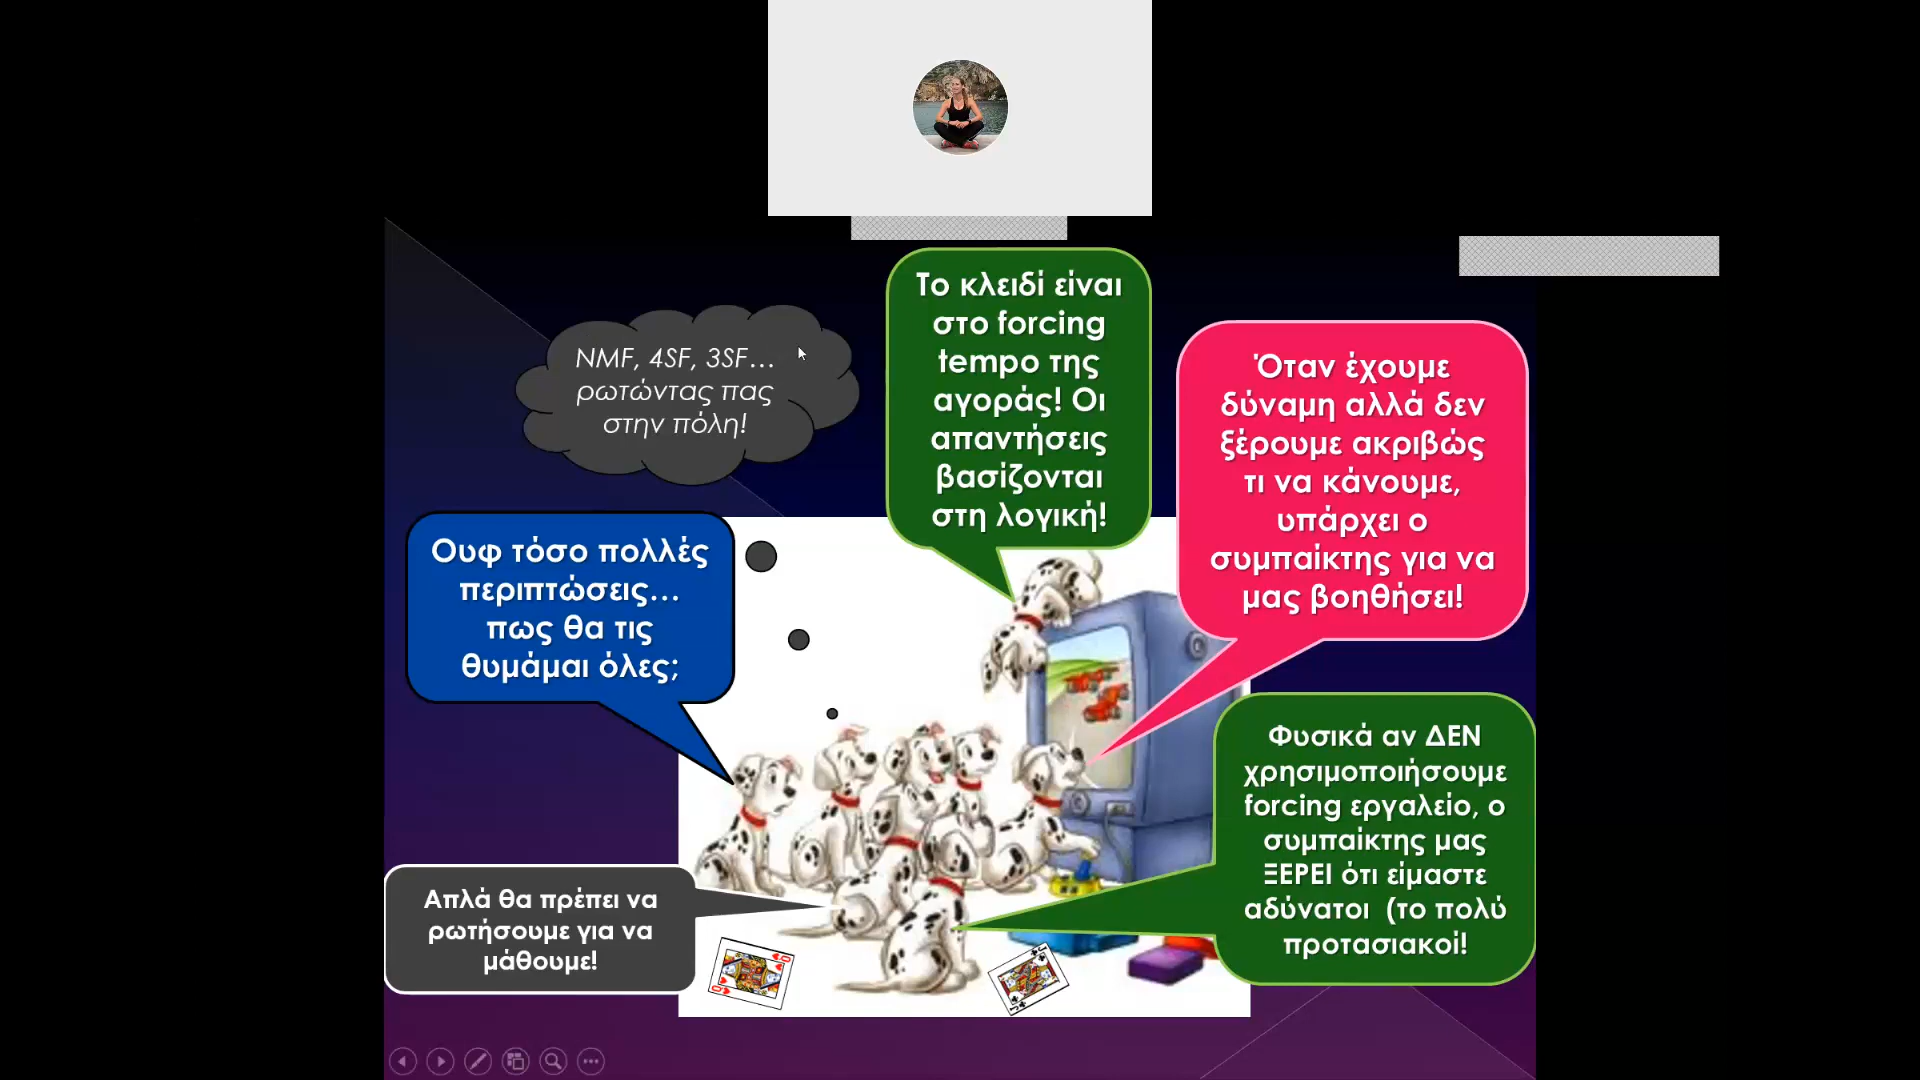 NMF, 4SF, 3SF…
ρωτώντας πας
στην πόλη!
Το κλειδί είναι
στο forcing
tempo της
αγοράς! Οι
απαντήσεις
βασίζονται
στη λογική!
Όταν έχουμε
δύναμη αλλά δεν
ξέρουμε ακριβώς
τι να κάνουμε,
υπάρχει ο
συμπαίκτης για να
μας βοηθήσει!
Ουφ τόσο πολλές
περιπτώσεις…
πως θα τις
θυμάμαι όλες;
Φυσικά αν ΔΕΝ
χρησιμοποιήσουμε
forcing εργαλείο, ο
συμπαίκτης μας
ΞΕΡΕΙ ότι είμαστε
αδύνατοι (το πολύ
προτασιακοί!
Απλά θα πρέπει να
ρωτήσουμε για να
μάθουμε!